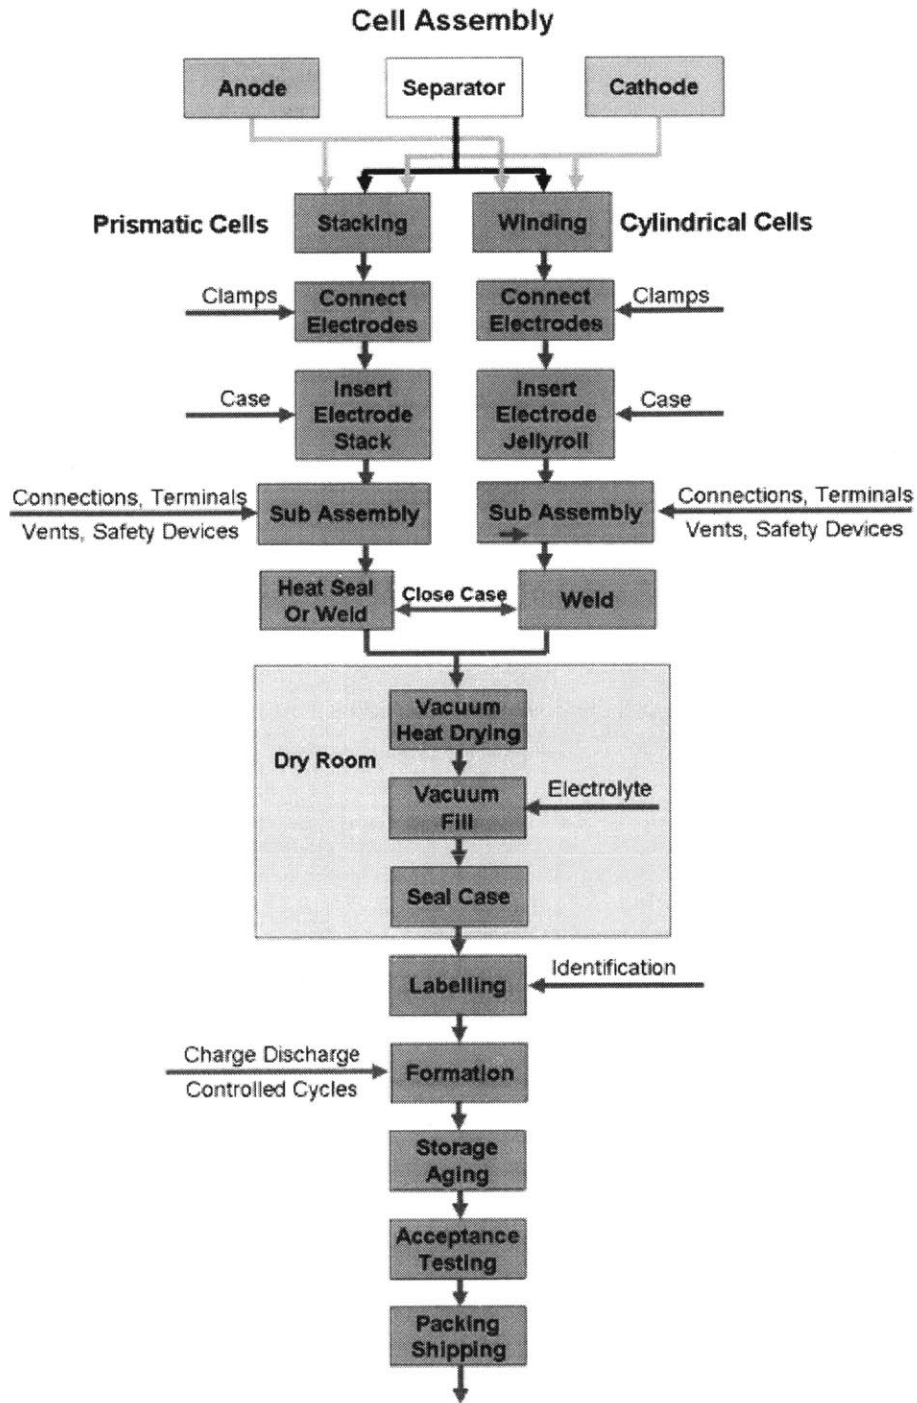 Cell Assembly
Anode
Separator
Cathode
Prismatic Cells
Stacking
Winding
Cylindrical Cells
Clamps
Connect
Electrodes
Connect
Electrodes
Clamps
Case
Insert
Electrode
Stack
Insert
Electrode
Jellyroll
Case
Connections, Terminals
Vents, Safety Devices
Sub Assembly
Sub Assembly
Connections, Terminals
Vents, Safety Devices
Heat Seal
Or Weld
Close Case
Weld
Vacuum
Heat Drying
Dry Room
Vacuum
Fill
Electrolyte
Seal Case
Labelling
Identification
Charge Discharge
Controlled Cycles
Formation
Storage
Aging
Acceptance
Testing
Packing
Shipping